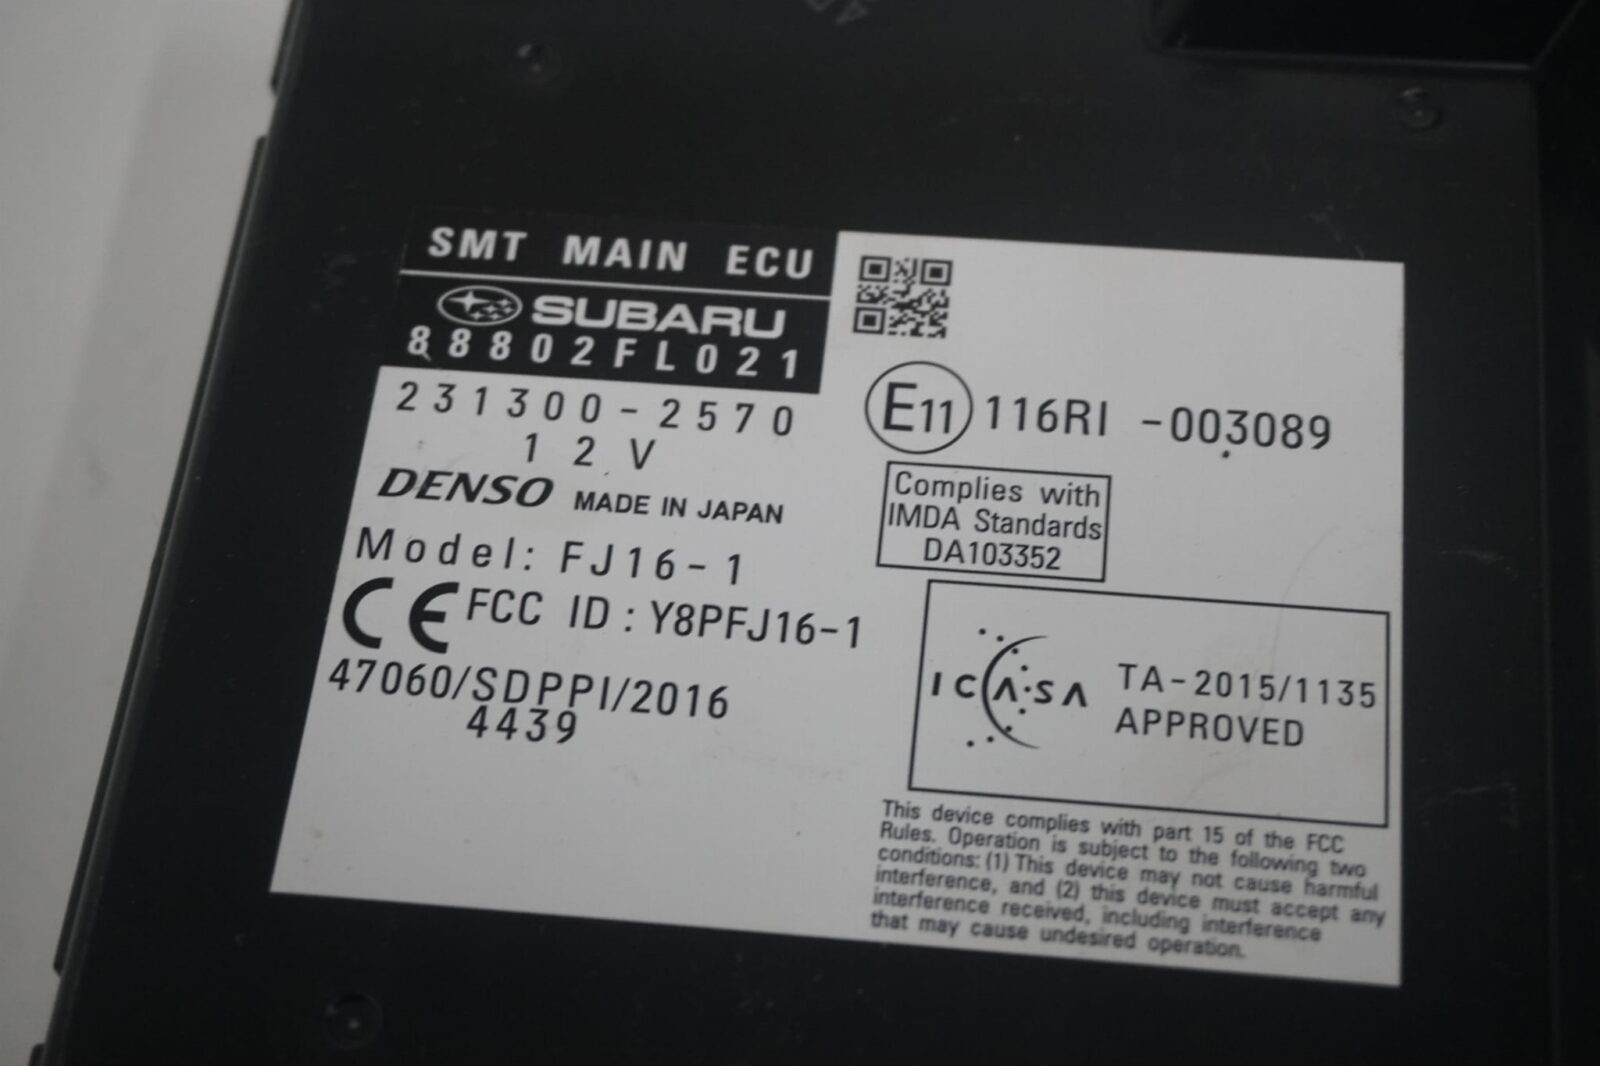 SMT MAIN ECU
SUBARU
88802FL021
231300-2570
12V
DENSO MADE IN JAPAN
Model: FJ16-1
CE FCC ID: Y8PFJ16-1
47060/SDPPI/2016
4439
E11 116RI -003089
Complies with
IMDA Standards
DA103352
ICASA
TA-2015/1135
APPROVED
This device complies with part 15 of the FCC
Rules. Operation is subject to the following two
conditions: (1) This device may not cause harmful
interference, and (2) this device must accept any
interference received, including interference
that may cause undesired operation.